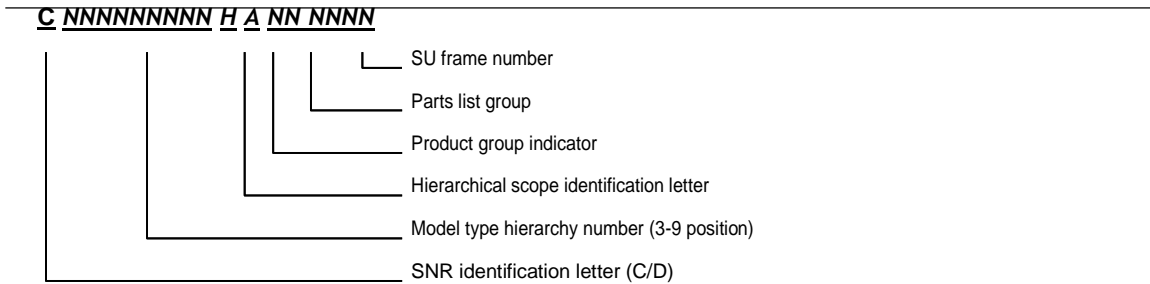 C NNNNNNNNN H A NN NNNN
SU frame number
Parts list group
Product group indicator
Hierarchical scope identification letter
Model type hierarchy number (3-9 position)
SNR identification letter (C/D)